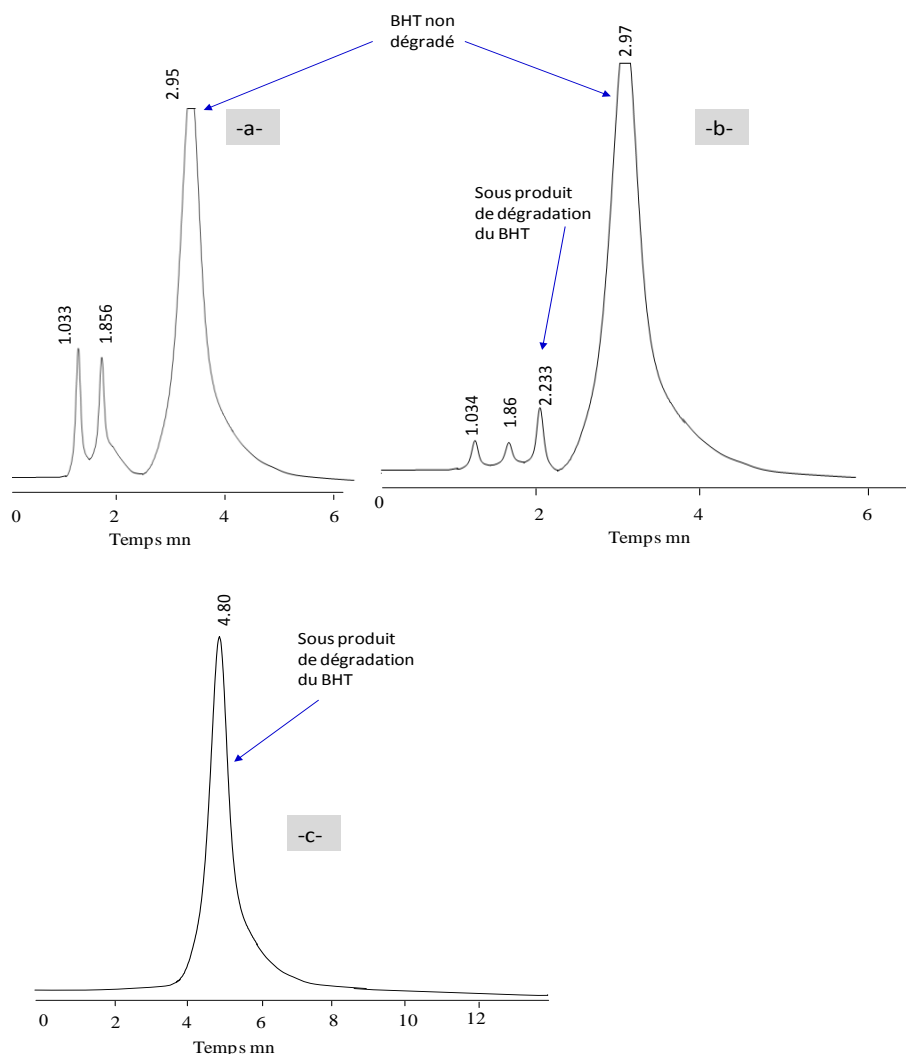 BHT non
dégradé
2.95
2.97
-a-
-b-
Sous produit
de dégradation
du BHT
1.033
1.856
1.034
1.86
2.233
0 2 4 6
Temps mn
0 2 4 6
Temps mn
4.80
Sous produit
de dégradation
du BHT
-c-
0 2 4 6 8 10 12
Temps mn